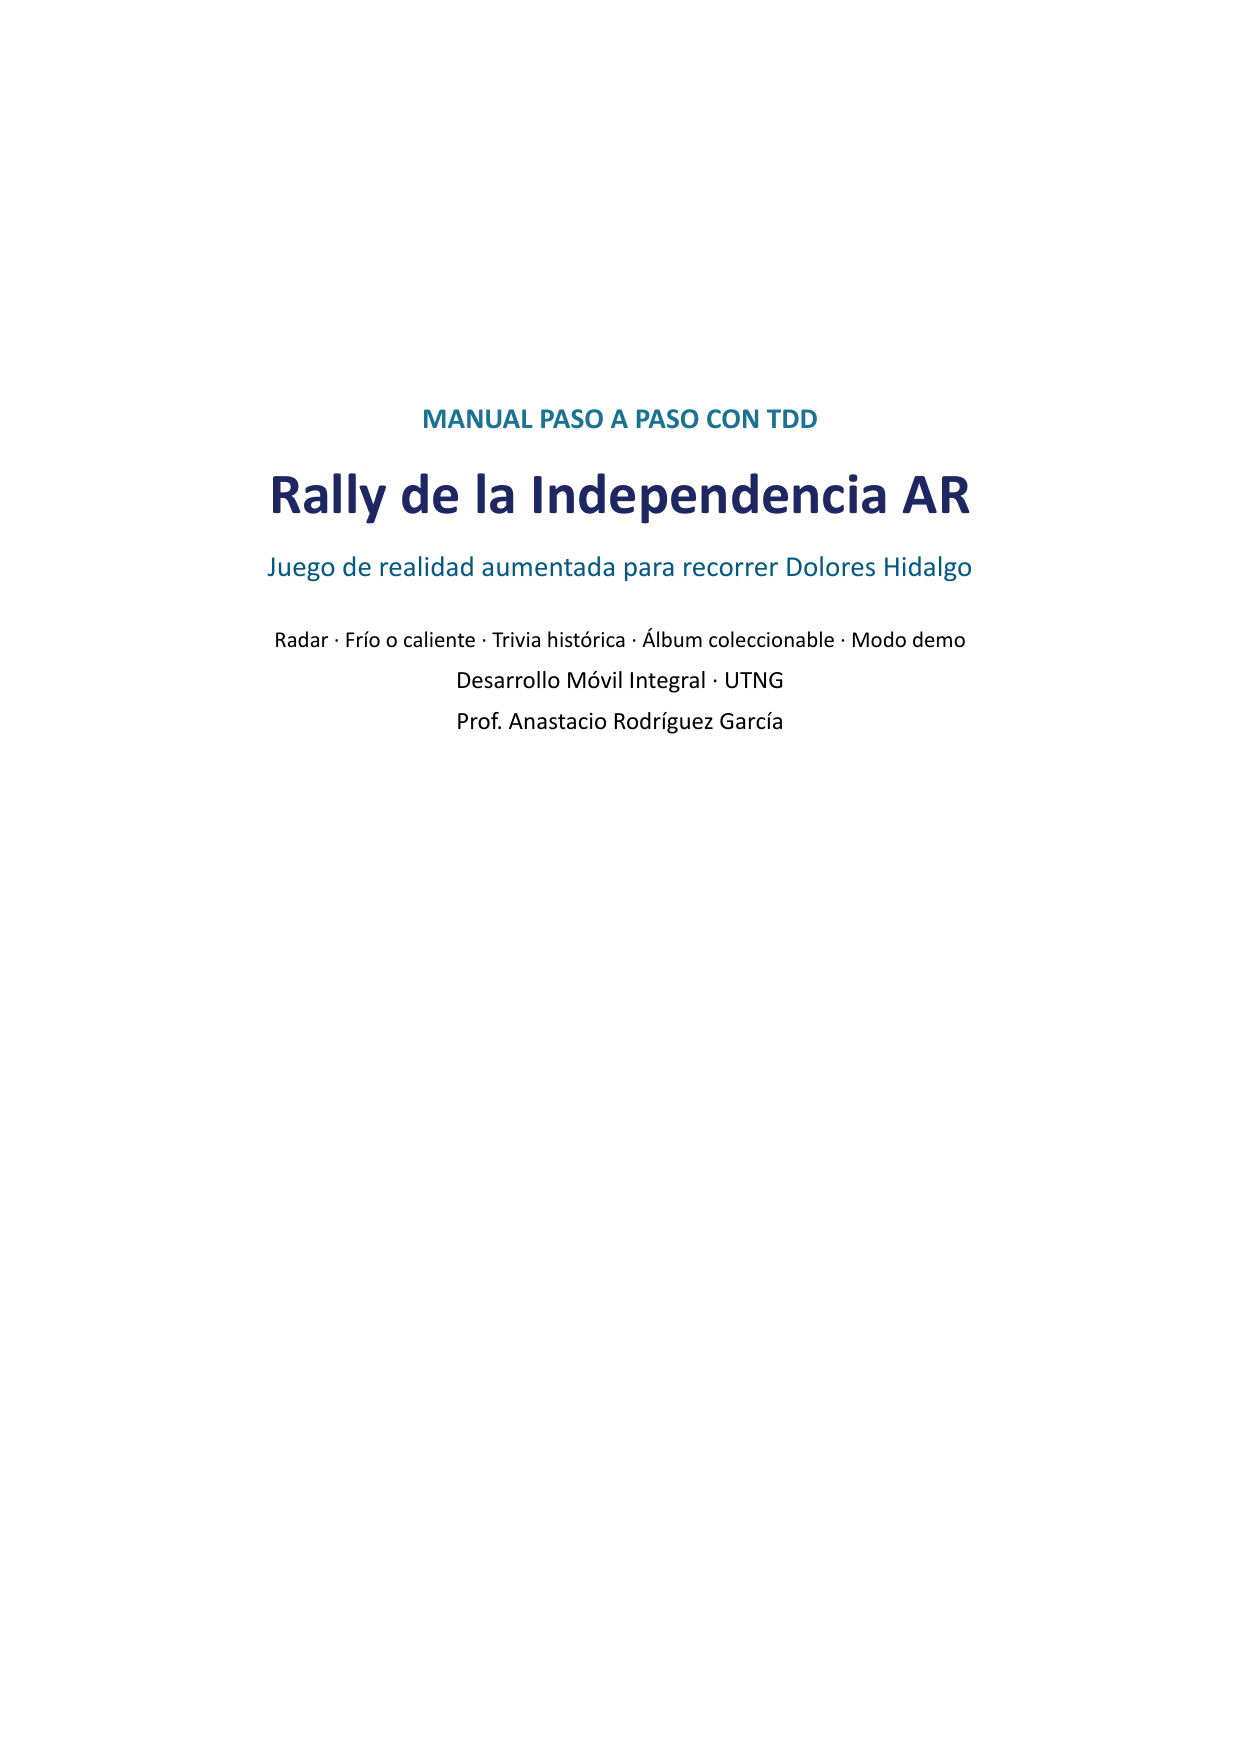 MANUAL PASO A PASO CON TDD
Rally de la Independencia AR
Juego de realidad aumentada para recorrer Dolores Hidalgo
Radar · Frío o caliente · Trivia histórica · Álbum coleccionable · Modo demo
Desarrollo Móvil Integral · UTNG
Prof. Anastacio Rodríguez García